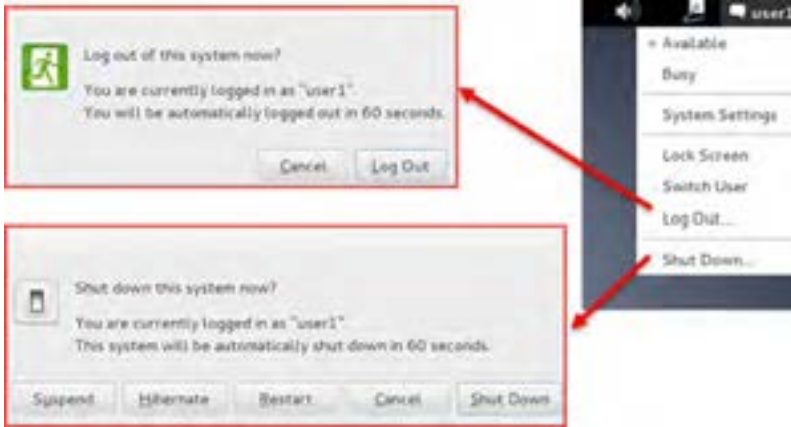 Log out of this system now?
You are currently logged in as "user1".
You will be automatically logged out in 60 seconds.
Cancel
Log Out
Shut down this system now?
You are currently logged in as "user1"
This system will be automatically shut down in 60 seconds.
Suspend
Hibernate
Restart
Cancel
Shut Down
user1
Available
Busy
System Settings
Lock Screen
Switch User
Log Out...
Shut Down...